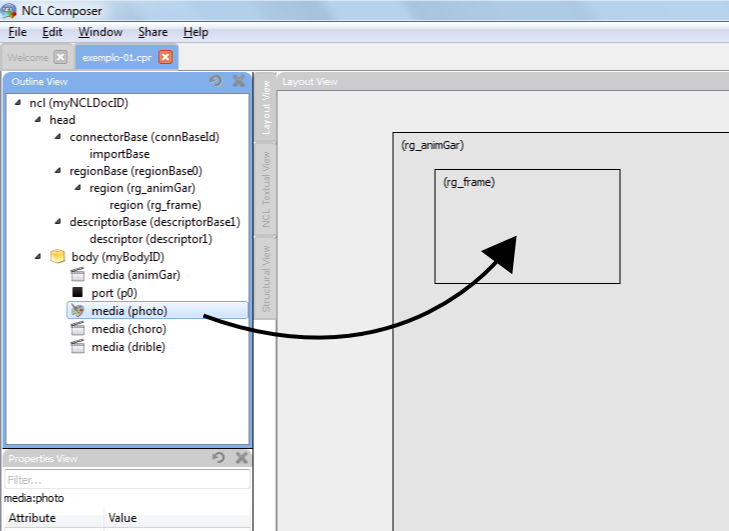 NCL Composer
File Edit Window Share Help
Welcome
exemplo-01.cpr
Outline View
ncl (myNCLDocID)
head
connectorBase (connBaseId)
importBase
regionBase (regionBase0)
region (rg_animGar)
region (rg_frame)
descriptorBase (descriptorBase1)
descriptor (descriptor1)
body (myBodyID)
media (animGar)
port (p0)
media (photo)
media (choro)
media (drible)
Properties View
Filter...
media:photo
Attribute Value
Layout View
NCL Textual View
Structural View
Layout View
(rg_animGar)
(rg_frame)